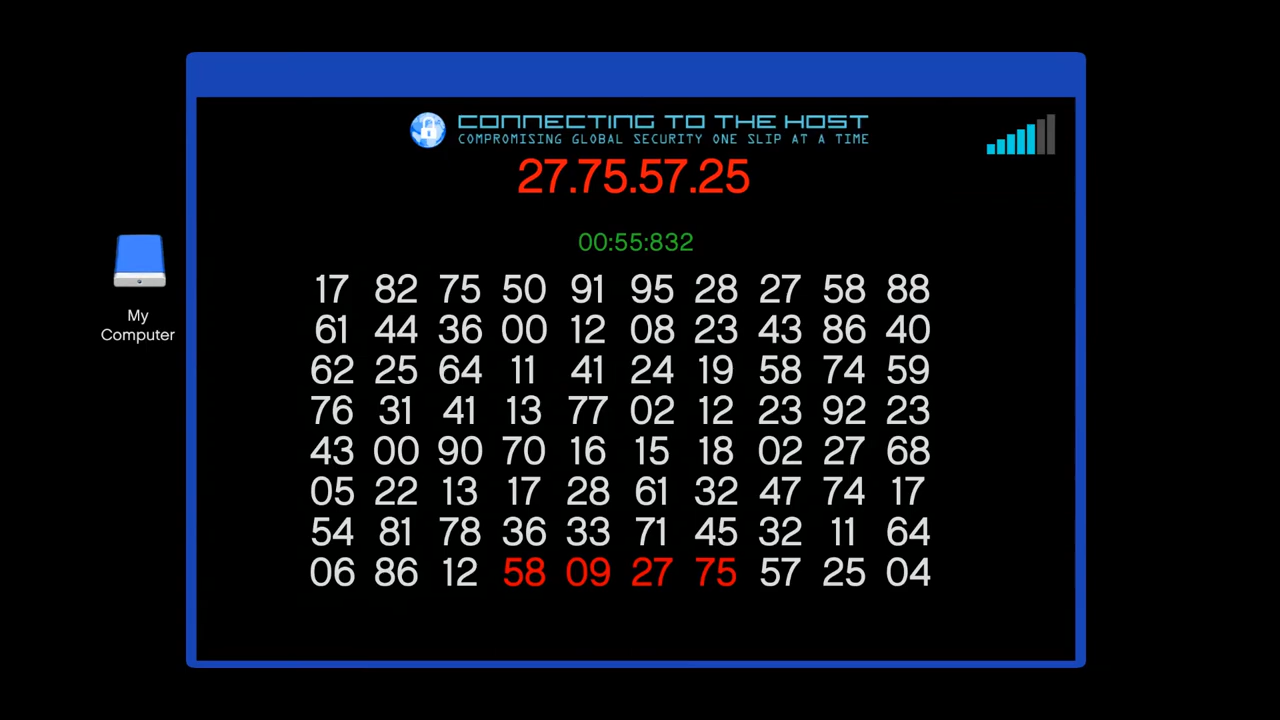 CONNECTING TO THE HOST
COMPROMISING GLOBAL SECURITY ONE SLIP AT A TIME
27.75.57.25
00:55:832
17 82 75 50 91 95 28 27 58 88
61 44 36 00 12 08 23 43 86 40
62 25 64 11 41 24 19 58 74 59
My
Computer
76 31 41 13 77 02 12 23 92 23
43 00 90 70 16 15 18 02 27 68
05 22 13 17 28 61 32 47 74 17
54 81 78 36 33 71 45 32 11 64
06 86 12 58 09 27 75 57 25 04